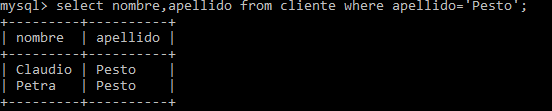 mysql> select nombre,apellido from cliente where apellido='Pesto';
+---------+----------+
| nombre  | apellido |
+---------+----------+
| Claudio | Pesto    |
| Petra   | Pesto    |
+---------+----------+